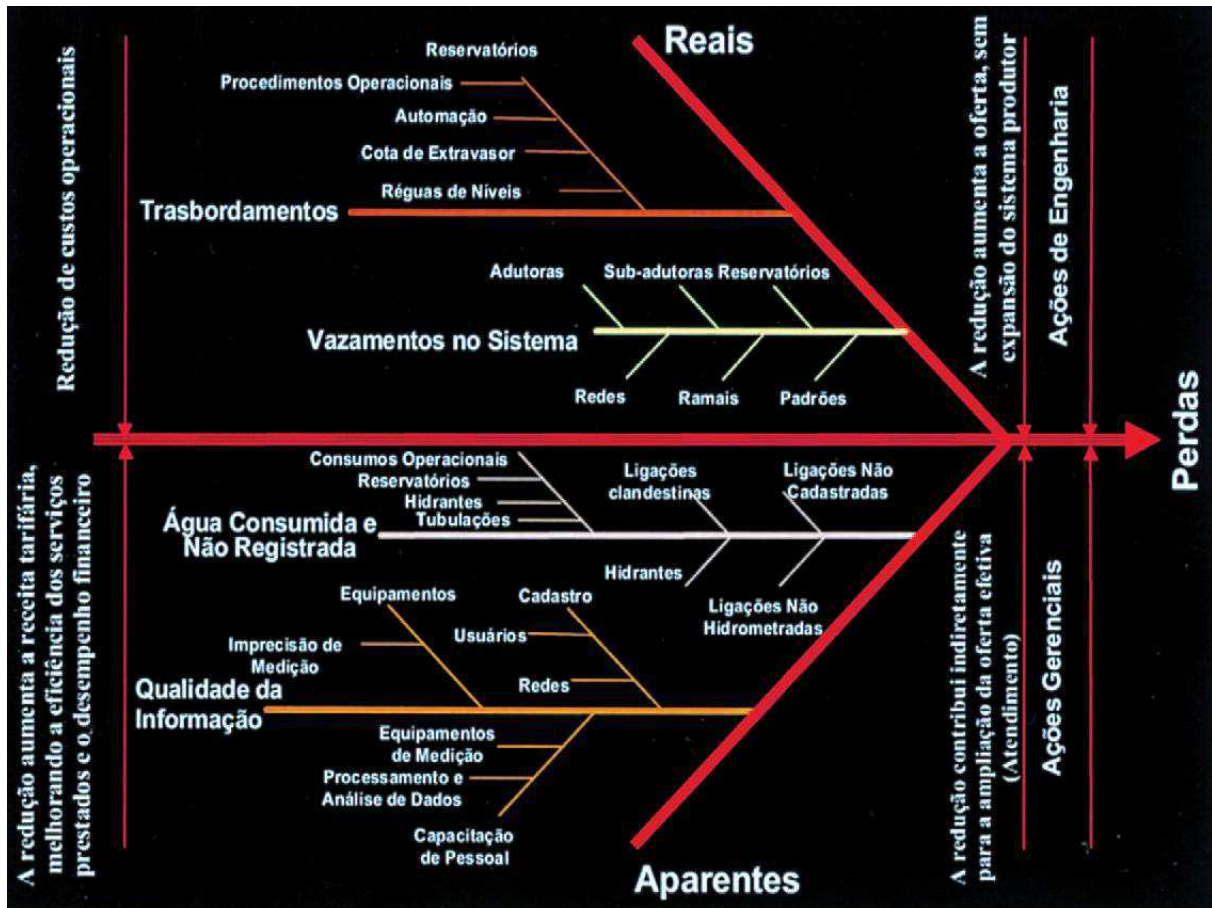 Reais
Reservatórios
Procedimentos Operacionais
Automação
Cota de Extravasor
Réguas de Níveis
Trasbordamentos
Adutoras
Sub-adutoras Reservatórios
Vazamentos no Sistema
Redes
Ramais
Padrões
Redução de custos operacionais
A redução aumenta a oferta, sem
expansão do sistema produtor
Ações de Engenharia
Perdas
Consumos Operacionais
Reservatórios
Hidrantes
Tubulações
Ligações
clandestinas
Ligações Não
Cadastradas
Água Consumida e
Não Registrada
Hidrantes
Ligações Não
Hidrometradas
Equipamentos
Imprecisão de
Medição
Cadastro
Usuários
Redes
Qualidade da
Informação
Equipamentos
de Medição
Processamento e
Análise de Dados
Capacitação
de Pessoal
Aparentes
A redução aumenta a receita tarifária,
melhorando a eficiência dos serviços
prestados e o desempenho financeiro
A redução contribui indiretamente
para a ampliação da oferta efetiva
(Atendimento)
Ações Gerenciais